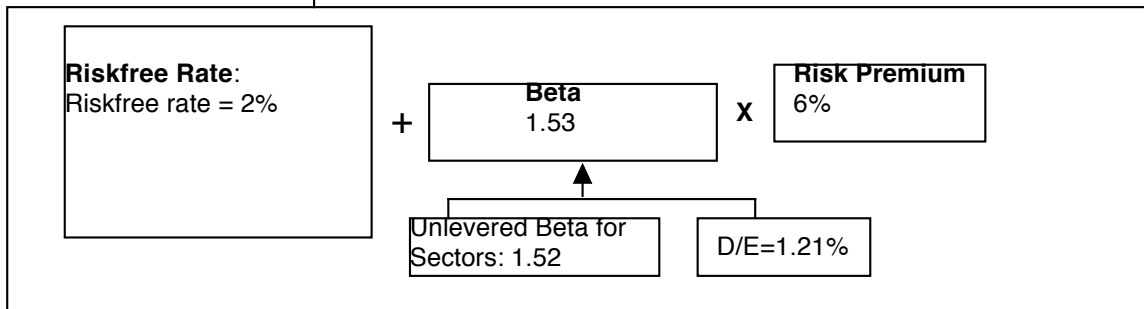 Riskfree Rate:
Riskfree rate = 2%
+
Beta
1.53
X
Risk Premium
6%
Unlevered Beta for
Sectors: 1.52
D/E=1.21%